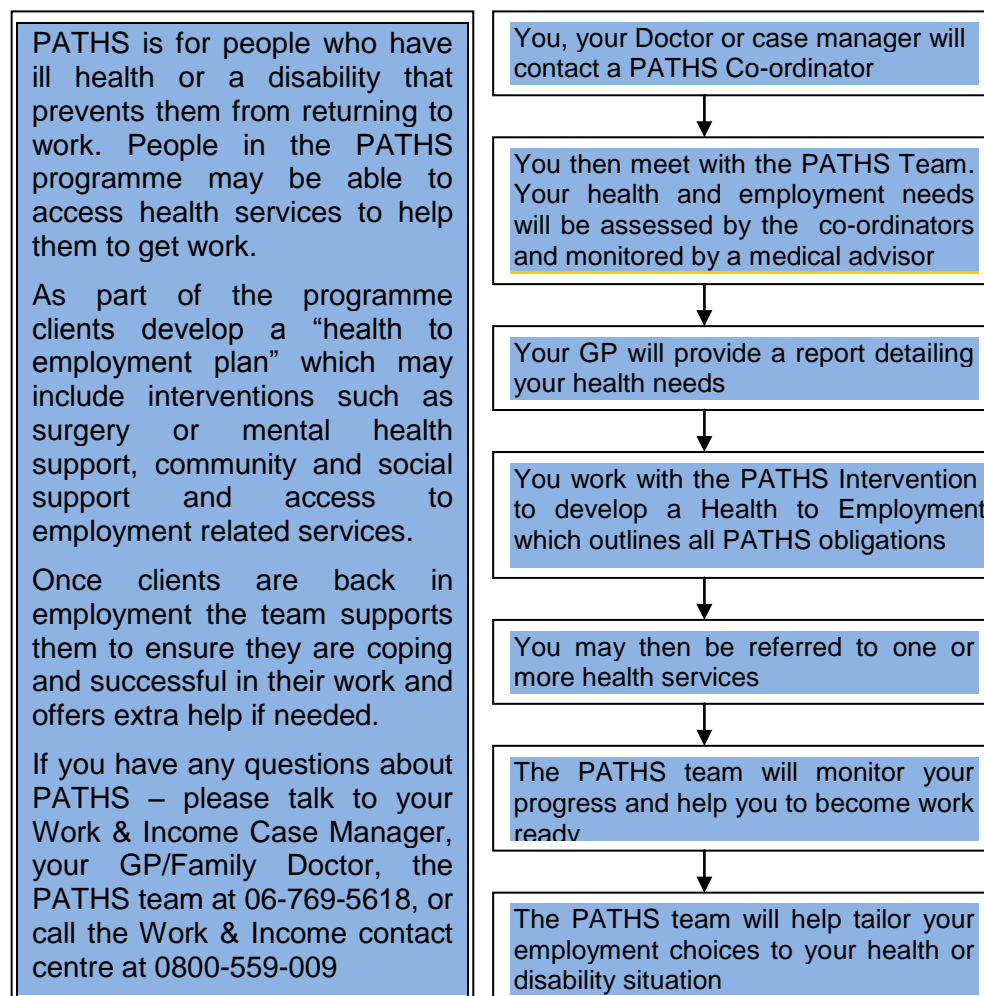 PATHS is for people who have
ill health or a disability that
prevents them from returning to
work. People in the PATHS
programme may be able to
access health services to help
them to get work.
As part of the programme
clients develop a “health to
employment plan” which may
include interventions such as
surgery or mental health
support, community and social
support and access to
employment related services.
Once clients are back in
employment the team supports
them to ensure they are coping
and successful in their work and
offers extra help if needed.
If you have any questions about
PATHS – please talk to your
Work & Income Case Manager,
your GP/Family Doctor, the
PATHS team at 06-769-5618, or
call the Work & Income contact
centre at 0800-559-009
You, your Doctor or case manager will
contact a PATHS Co-ordinator
You then meet with the PATHS Team.
Your health and employment needs
will be assessed by the co-ordinators
and monitored by a medical advisor
Your GP will provide a report detailing
your health needs
You work with the PATHS Intervention
to develop a Health to Employment
which outlines all PATHS obligations
You may then be referred to one or
more health services
The PATHS team will monitor your
progress and help you to become work
ready
The PATHS team will help tailor your
employment choices to your health or
disability situation